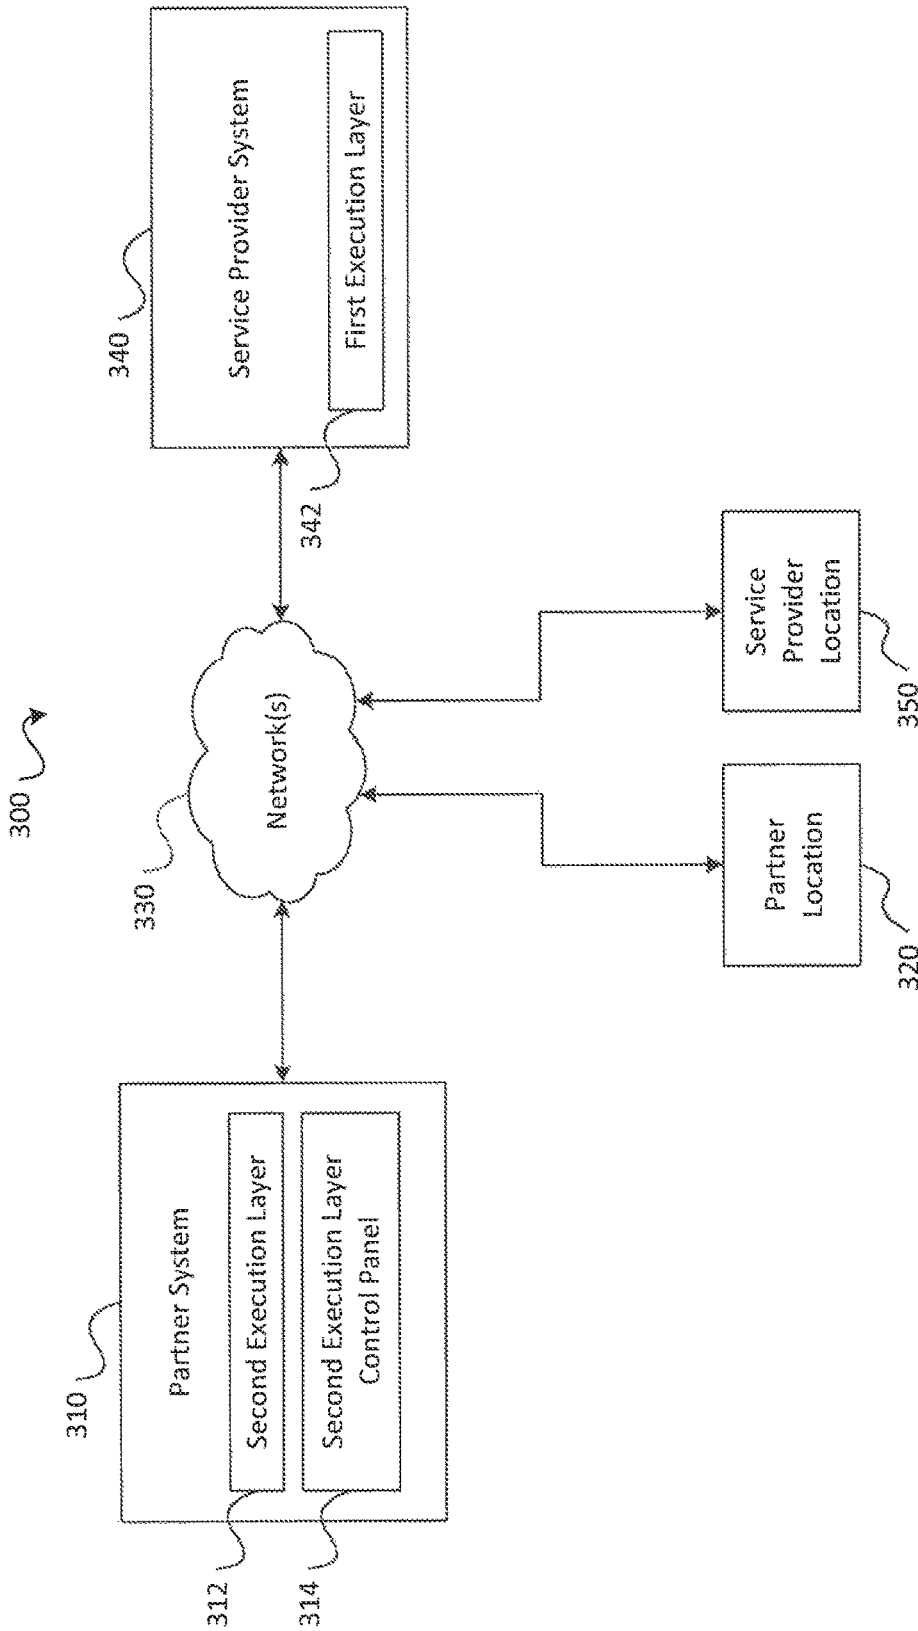 300
310
Partner System
312
Second Execution Layer
314
Second Execution Layer
Control Panel
330
Network(s)
340
Service Provider System
342
First Execution Layer
Partner
Location
320
Service
Provider
Location
350